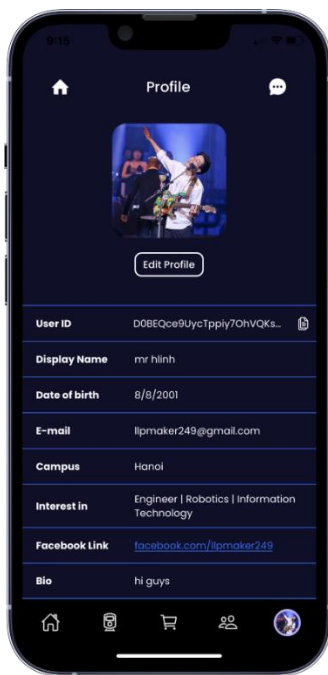 9:15
Profile
Edit Profile
User ID D0BEQce9UycTppiy7OhVQKs...
Display Name mr hlinh
Date of birth 8/8/2001
E-mail llpmaker249@gmail.com
Campus Hanoi
Interest in Engineer | Robotics | Information
Technology
Facebook Link facebook.com/llpmaker249
Bio hi guys